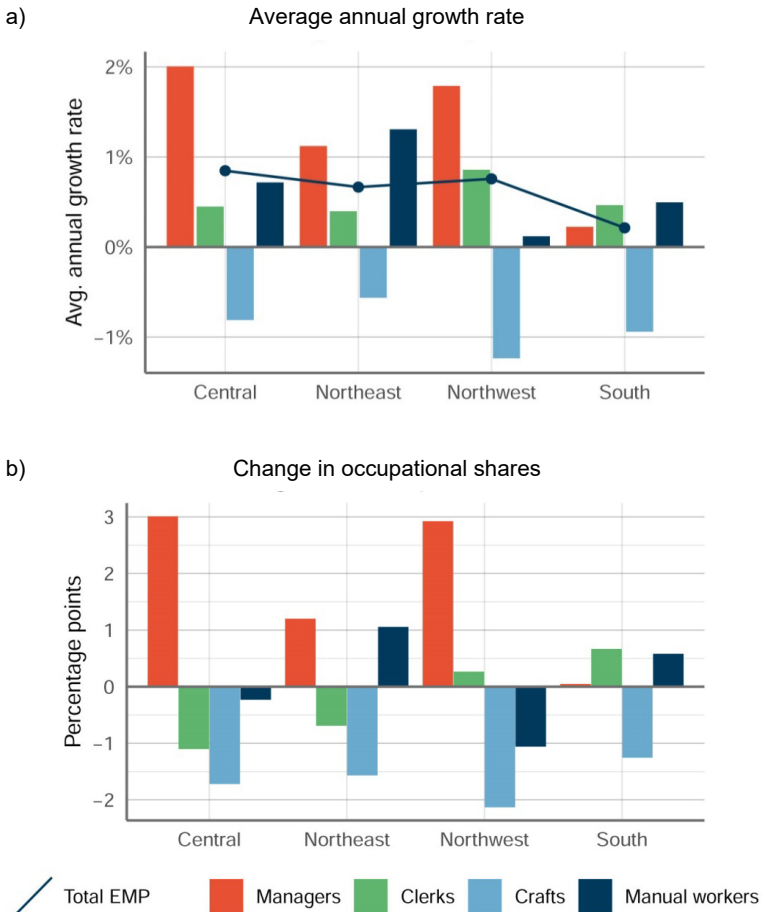 a) Average annual growth rate
Avg. annual growth rate
2%
1%
0%
−1%
Central Northeast Northwest South
b) Change in occupational shares
Percentage points
3
2
1
0
−1
−2
Central Northeast Northwest South
Total EMP Managers Clerks Crafts Manual workers